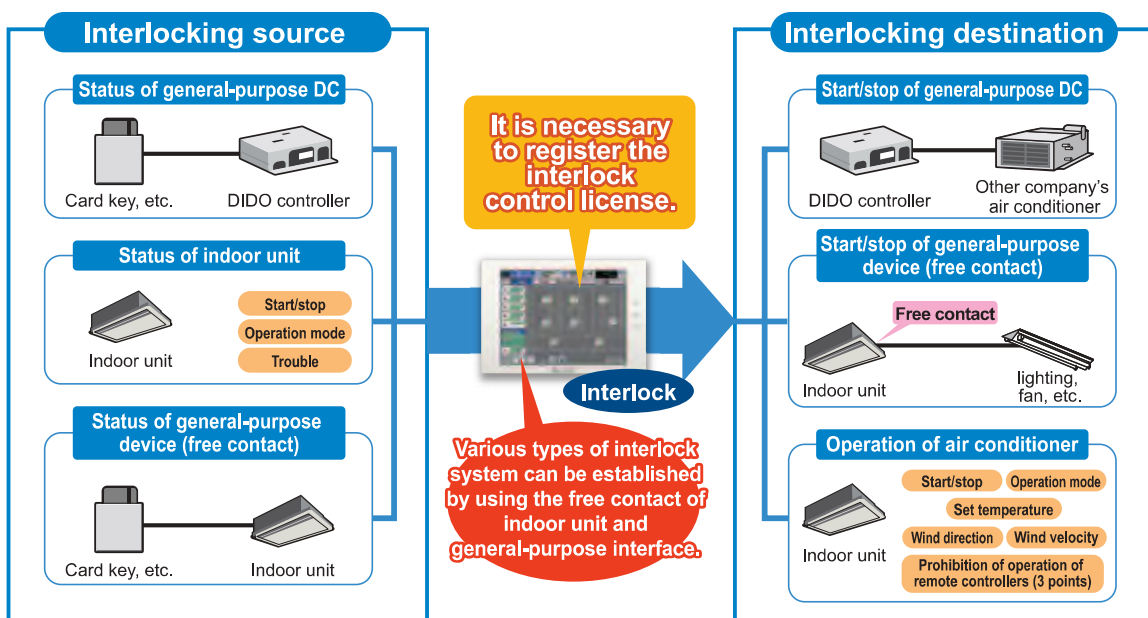 Interlocking source
Status of general-purpose DC
Card key, etc.
DIDO controller
Status of indoor unit
Indoor unit
Start/stop
Operation mode
Trouble
Status of general-purpose
device (free contact)
Card key, etc.
Indoor unit
It is necessary
to register the
interlock
control license.
Interlock
Various types of interlock
system can be established
by using the free contact of
indoor unit and
general-purpose interface.
Interlocking destination
Start/stop of general-purpose DC
DIDO controller
Other company's
air conditioner
Start/stop of general-purpose
device (free contact)
Free contact
Indoor unit
lighting,
fan, etc.
Operation of air conditioner
Indoor unit
Start/stop
Operation mode
Set temperature
Wind direction
Wind velocity
Prohibition of operation of
remote controllers (3 points)